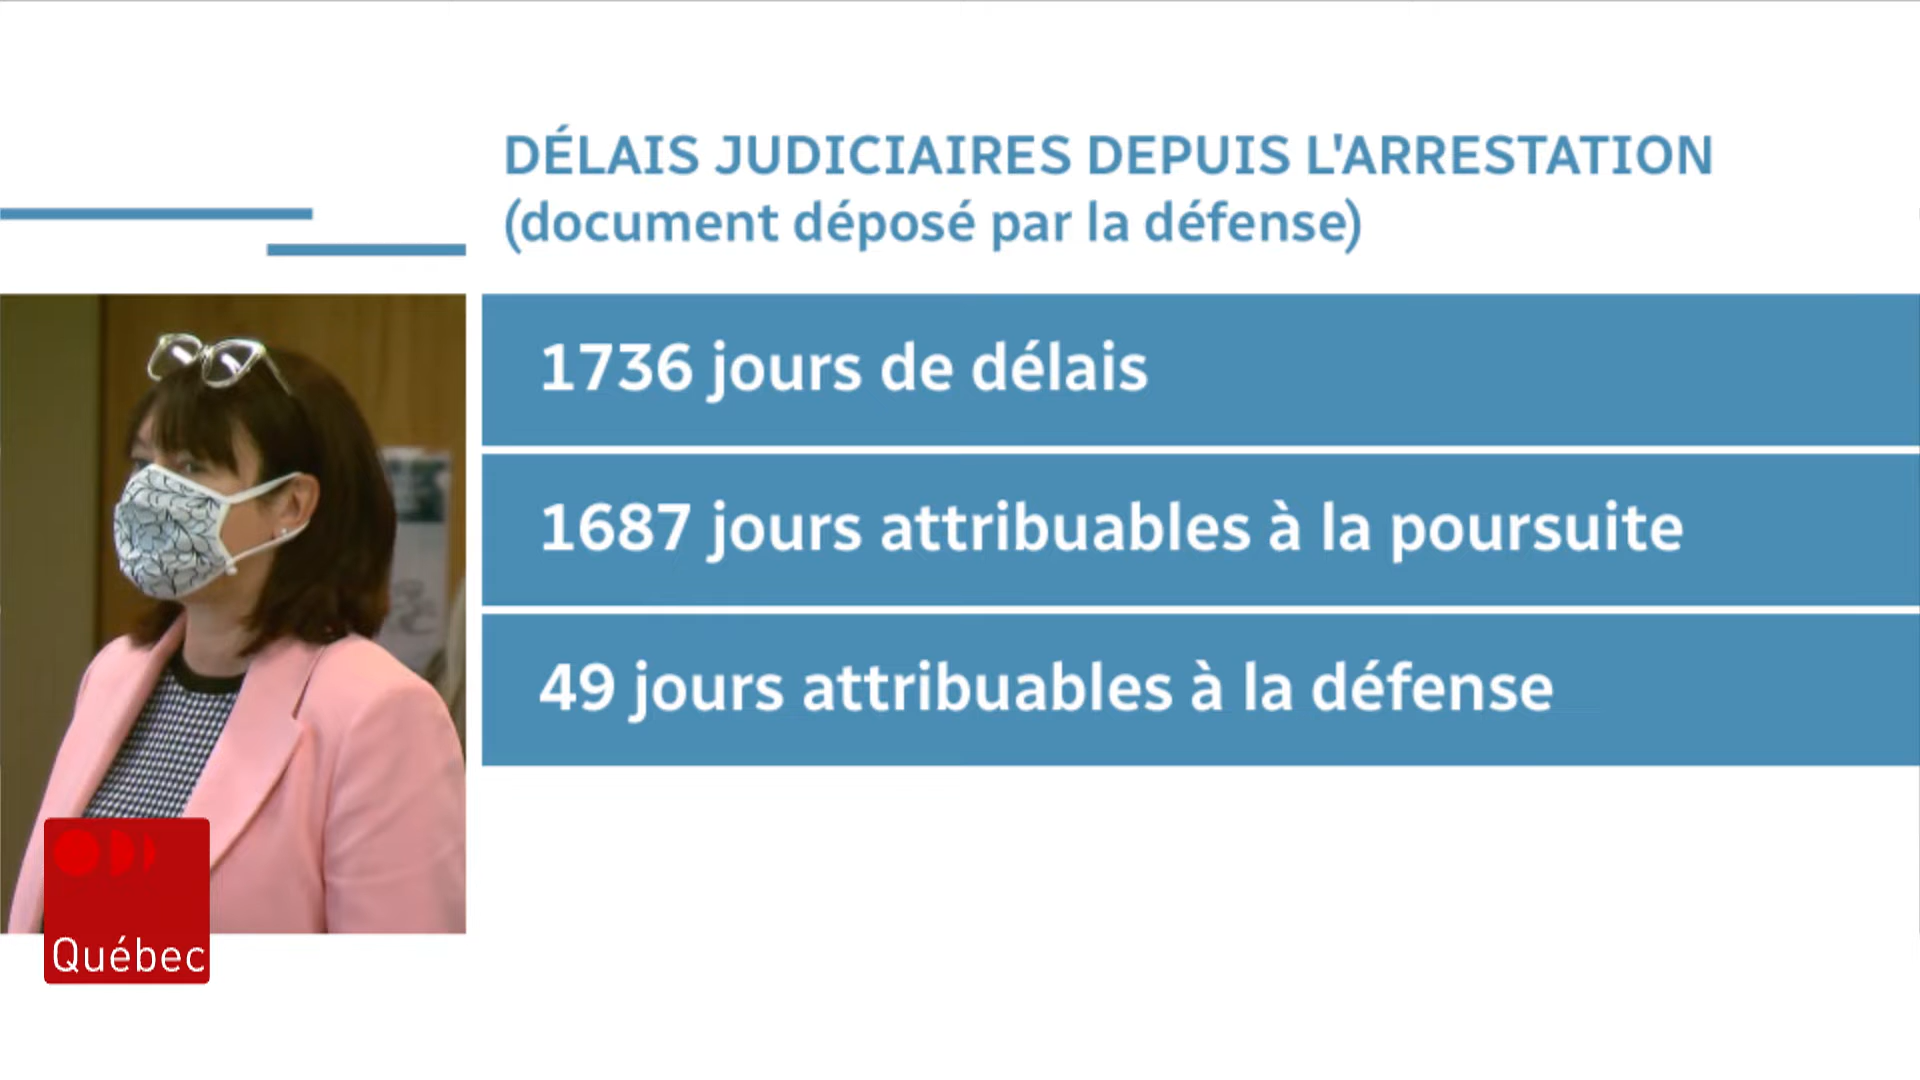 DÉLAIS JUDICIAIRES DEPUIS L'ARRESTATION
(document déposé par la défense)
1736 jours de délais
1687 jours attribuables à la poursuite
49 jours attribuables à la défense
Québec